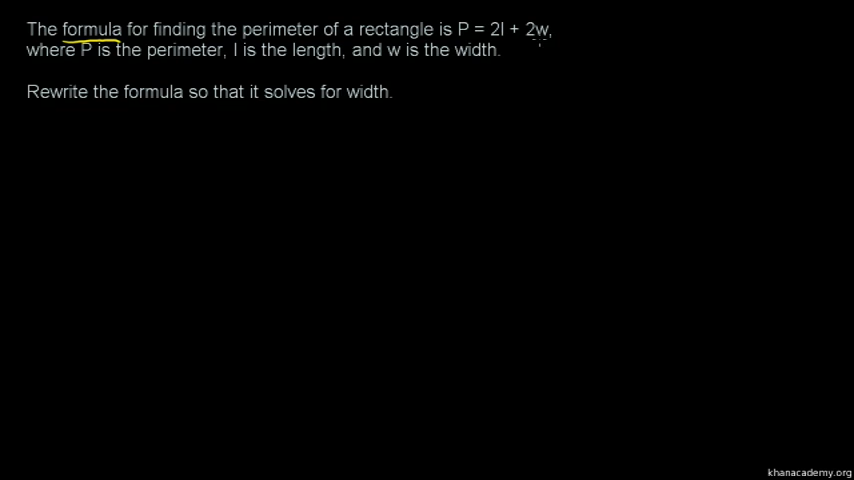 The formula for finding the perimeter of a rectangle is P = 2l + 2w,
where P is the perimeter, l is the length, and w is the width.
Rewrite the formula so that it solves for width.
khanacademy.org